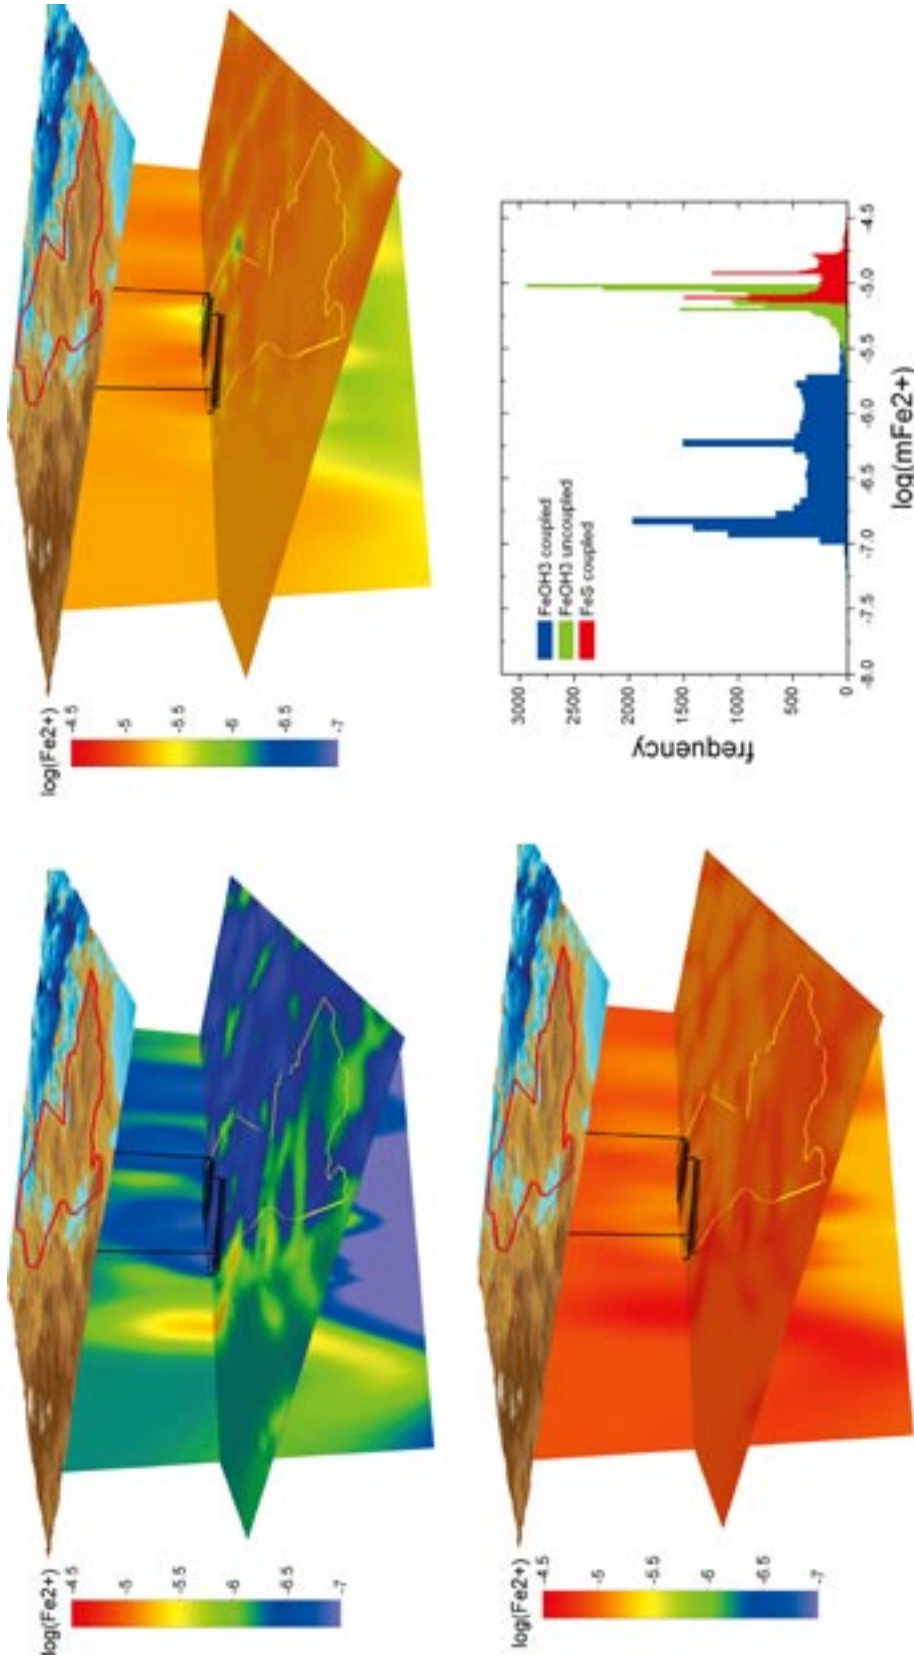 log(Fe2+)
-4.5
-5
-5.5
-6
-6.5
-7
log(Fe2+)
-4.5
-5
-5.5
-6
-6.5
-7
log(Fe2+)
-4.5
-5
-5.5
-6
-6.5
-7
frequency
3000
2500
2000
1500
1000
500
0
FeOH3 coupled
FeOH3 uncoupled
FeS coupled
-8.0 -7.5 -7.0 -6.5 -6.0 -5.5 -5.0 -4.5
log(mFe2+)